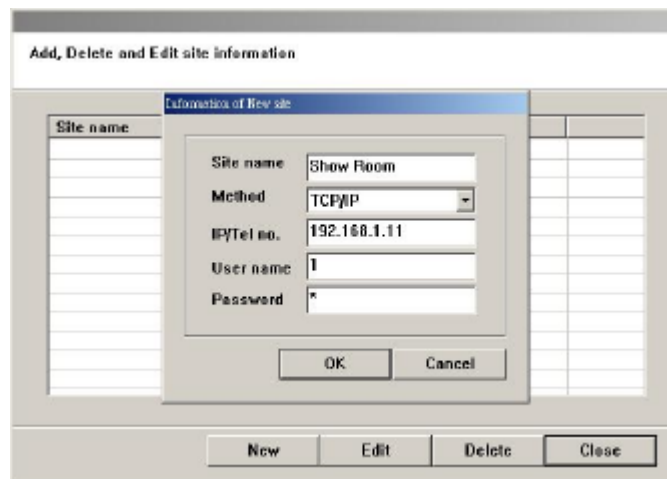 Add, Delete and Edit site information
Information of New site
Site name
Site name Show Room
Method TCP/IP
IP/Tel no. 192.168.1.11
User name 1
Password *
OK Cancel
New Edit Delete Close